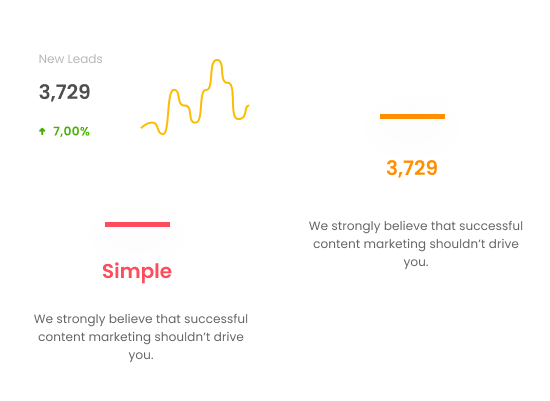 New Leads
3,729
7,00%
Simple
We strongly believe that successful
content marketing shouldn’t drive
you.
3,729
We strongly believe that successful
content marketing shouldn’t drive
you.